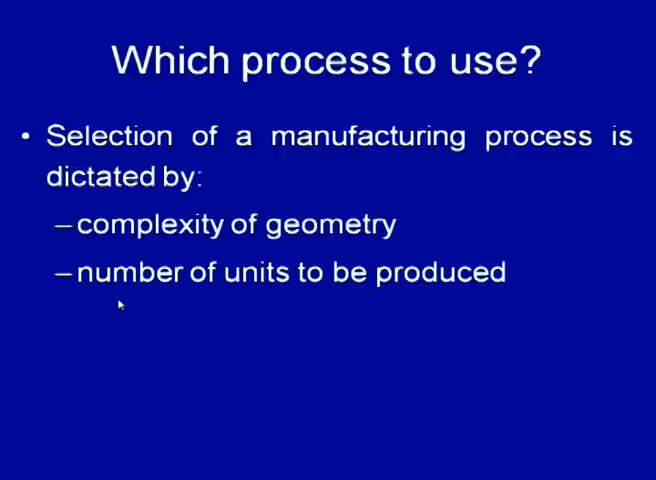 Which process to use?
• Selection of a manufacturing process is
dictated by:
– complexity of geometry
– number of units to be produced